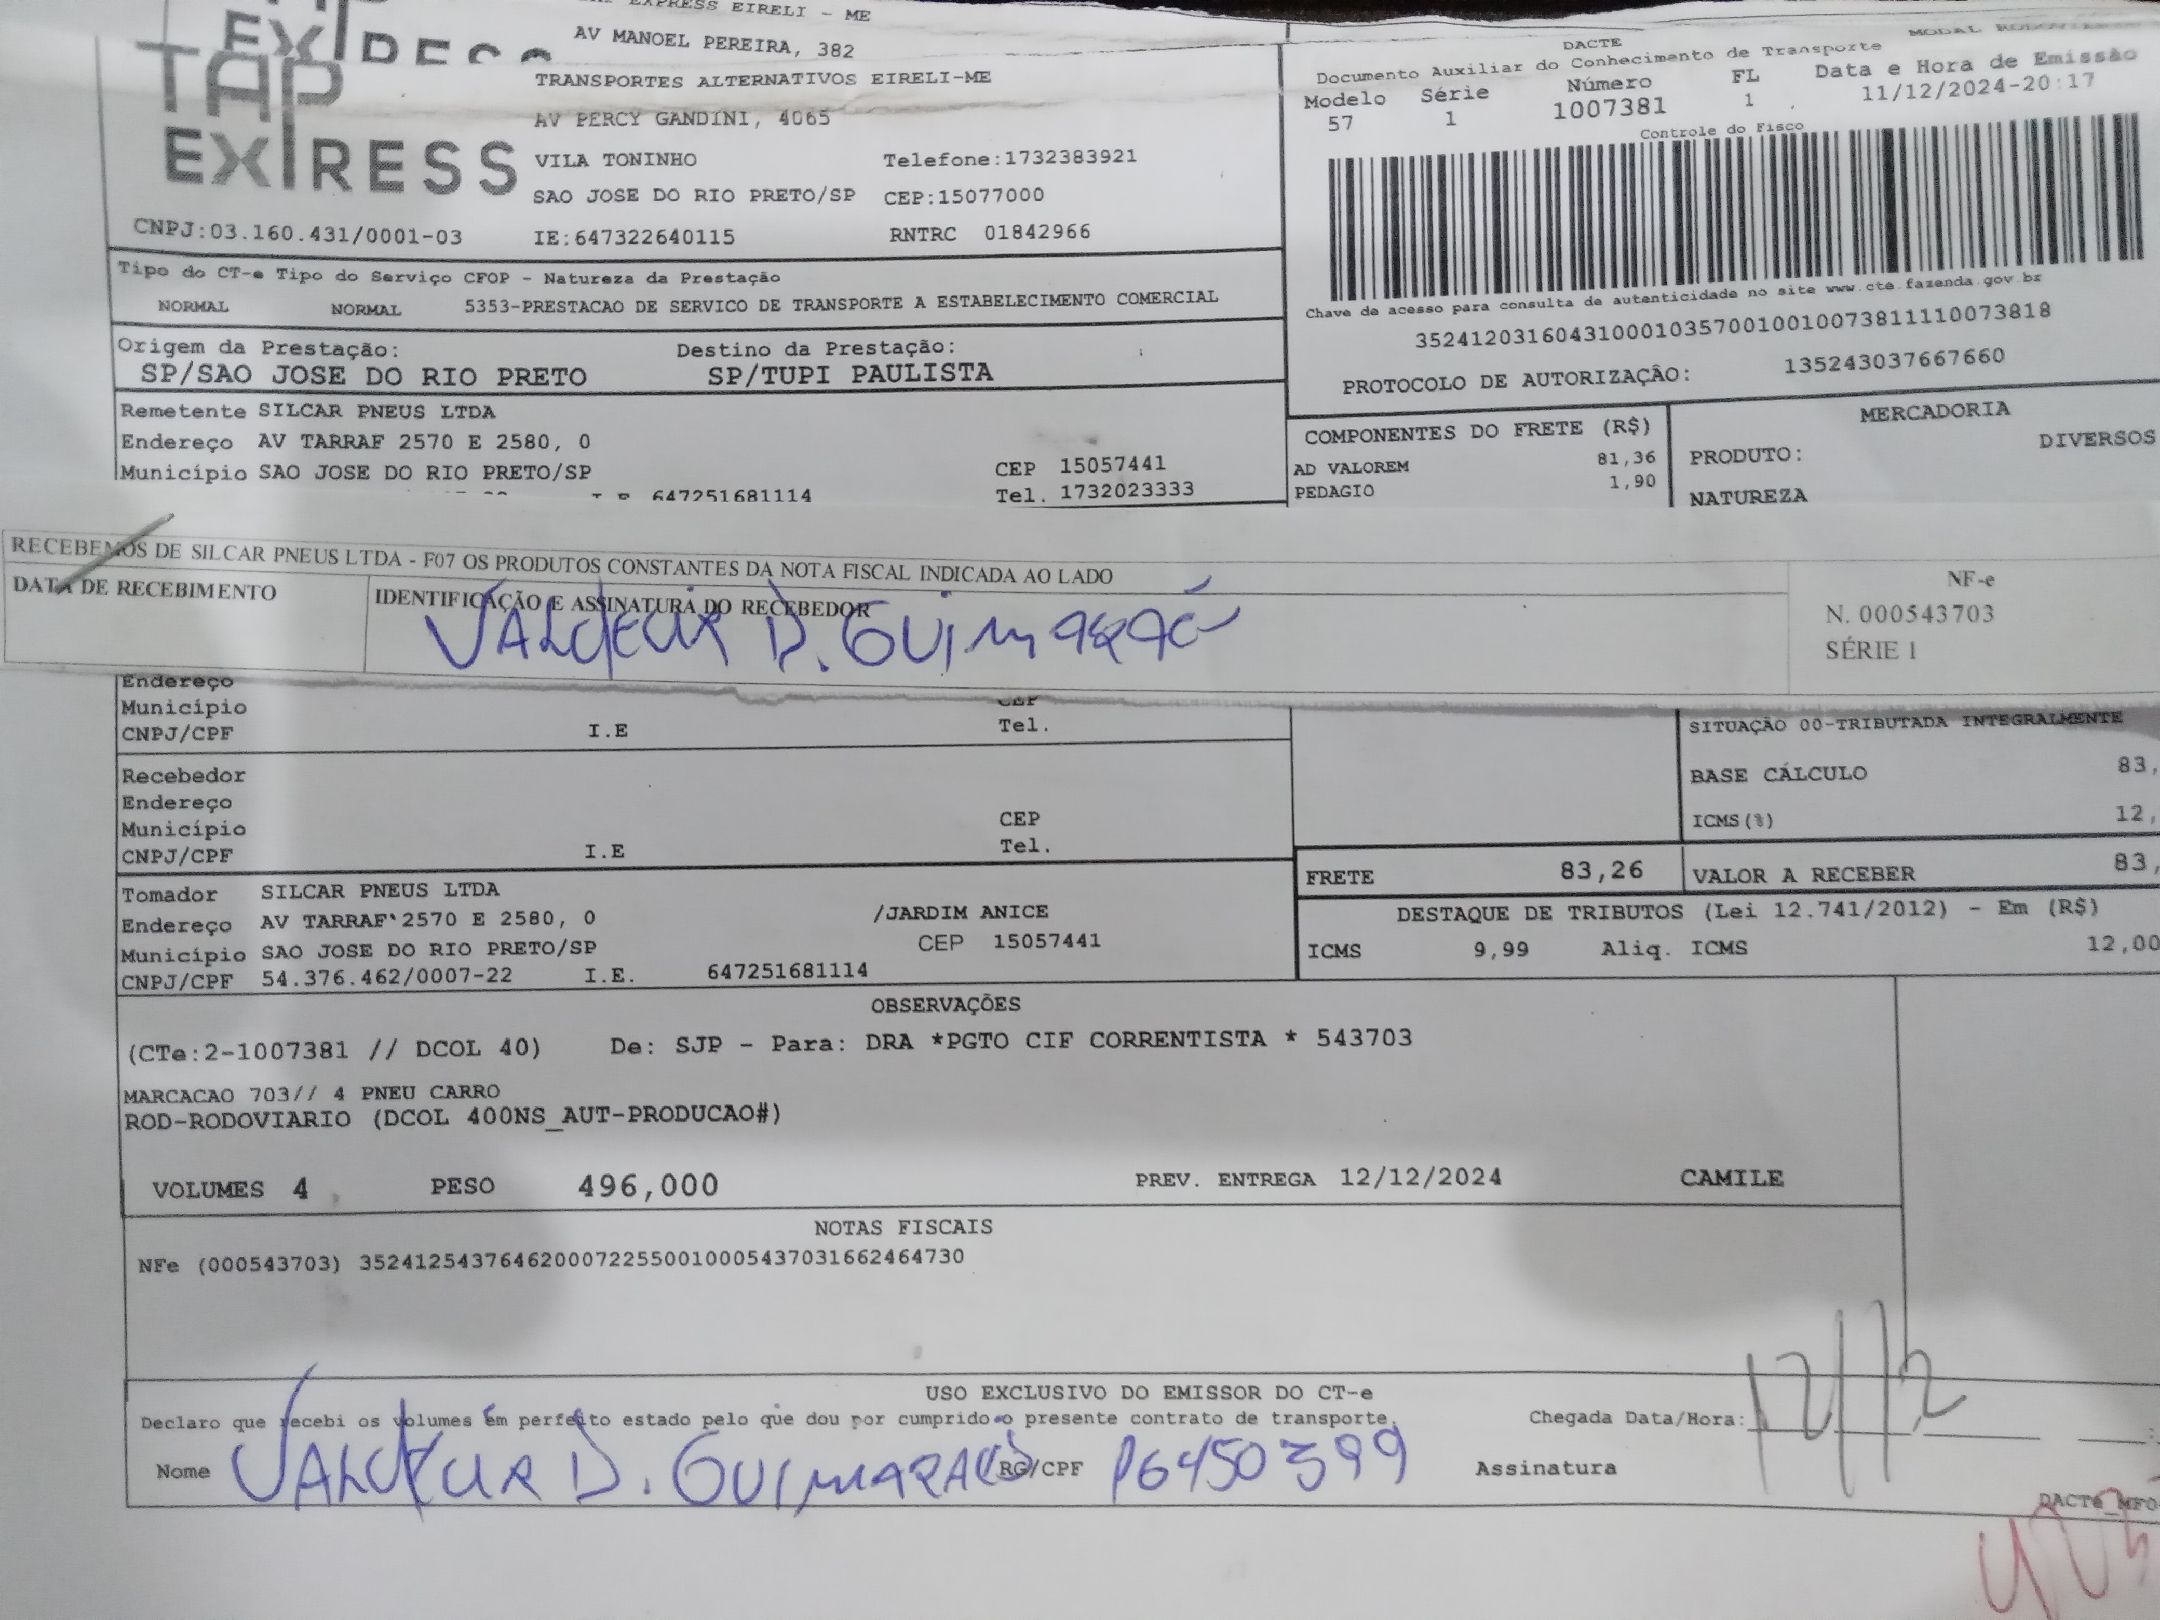 EXPRESS EIRELI - ME
AV MANOEL PEREIRA, 382
TAP EXPRESS
TRANSPORTES ALTERNATIVOS EIRELI-ME
AV PERCY GANDINI, 4065
VILA TONINHO Telefone:1732383921
SAO JOSE DO RIO PRETO/SP CEP:15077000
CNPJ:03.160.431/0001-03 IE:647322640115 RNTRC 01842966
MODAL RODOVIARIO
DACTE
Documento Auxiliar do Conhecimento de Transporte
Modelo Série Número FL Data e Hora de Emissão
57 1 1007381 1 11/12/2024-20:17
Controle do Fisco
Chave de acesso para consulta de autenticidade no site www.cte.fazenda.gov.br
35241203160431000103570010010073811110073818
PROTOCOLO DE AUTORIZAÇÃO: 135243037667660
Tipo do CT-e Tipo do Serviço CFOP - Natureza da Prestação
NORMAL NORMAL 5353-PRESTACAO DE SERVICO DE TRANSPORTE A ESTABELECIMENTO COMERCIAL
Origem da Prestação: Destino da Prestação:
SP/SAO JOSE DO RIO PRETO SP/TUPI PAULISTA
Remetente SILCAR PNEUS LTDA
Endereço AV TARRAF 2570 E 2580, 0
Município SAO JOSE DO RIO PRETO/SP CEP 15057441
647251681114 Tel. 1732023333
COMPONENTES DO FRETE (R$)
AD VALOREM 81,36
PEDAGIO 1,90
MERCADORIA
PRODUTO: DIVERSOS
NATUREZA
RECEBEMOS DE SILCAR PNEUS LTDA - F07 OS PRODUTOS CONSTANTES DA NOTA FISCAL INDICADA AO LADO
DATA DE RECEBIMENTO IDENTIFICAÇÃO E ASSINATURA DO RECEBEDOR
VALDECIR D. GUIMARÃ
NF-e
N. 000543703
SÉRIE 1
Endereço
Município CEP
CNPJ/CPF I.E Tel.
SITUAÇÃO 00-TRIBUTADA INTEGRALMENTE
BASE CÁLCULO 83,
ICMS(%) 12,
Recebedor
Endereço
Município CEP
CNPJ/CPF I.E Tel.
FRETE 83,26 VALOR A RECEBER 83,
Tomador SILCAR PNEUS LTDA
Endereço AV TARRAF 2570 E 2580, 0 /JARDIM ANICE
Município SAO JOSE DO RIO PRETO/SP CEP 15057441
CNPJ/CPF 54.376.462/0007-22 I.E. 647251681114
DESTAQUE DE TRIBUTOS (Lei 12.741/2012) - Em (R$)
ICMS 9,99 Aliq. ICMS 12,00
OBSERVAÇÕES
(CTe:2-1007381 // DCOL 40) De: SJP - Para: DRA *PGTO CIF CORRENTISTA * 543703
MARCACAO 703// 4 PNEU CARRO
ROD-RODOVIARIO (DCOL 400NS_AUT-PRODUCAO#)
VOLUMES 4 PESO 496,000 PREV. ENTREGA 12/12/2024 CAMILE
NOTAS FISCAIS
NFe (000543703) 35241254376462000722550010005437031662464730
USO EXCLUSIVO DO EMISSOR DO CT-e
Declaro que recebi os volumes em perfeito estado pelo que dou por cumprido o presente contrato de transporte. Chegada Data/Hora: 12/12
Nome VALDECIR D. GUIMARAES RG/CPF Assinatura